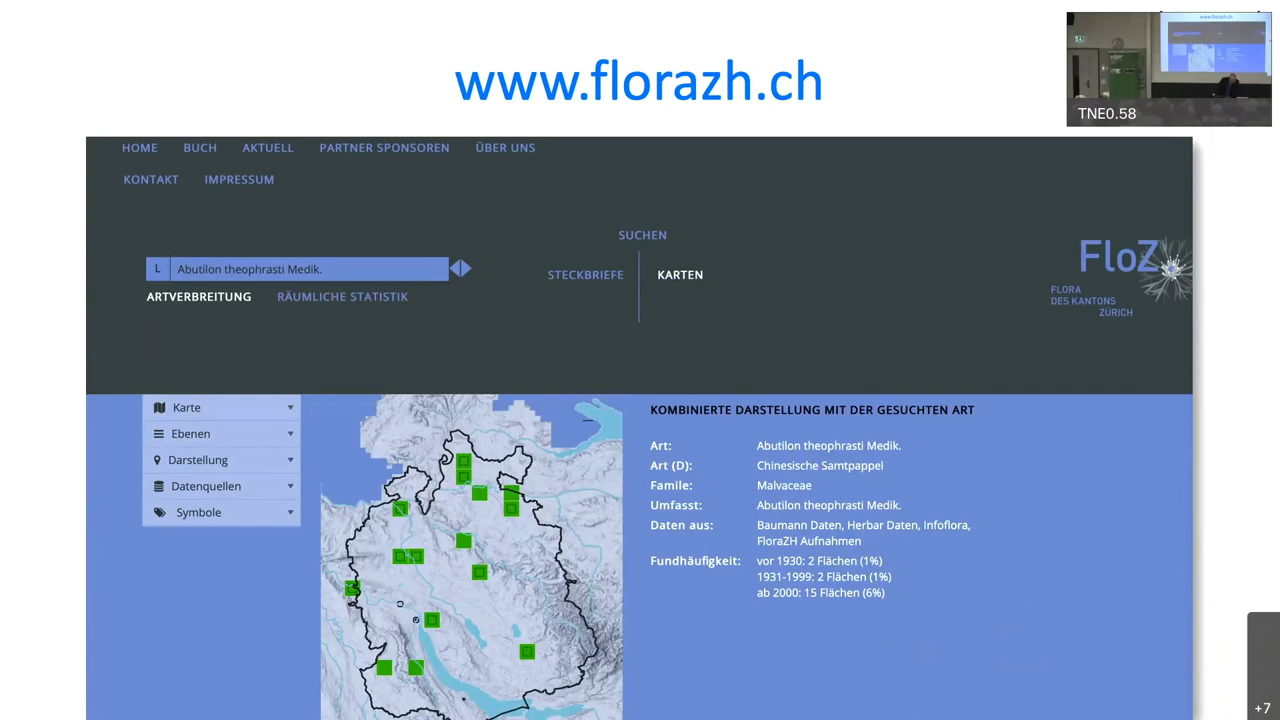 www.florazh.ch
TNE0.58
HOME BUCH AKTUELL PARTNER SPONSOREN ÜBER UNS
KONTAKT IMPRESSUM
SUCHEN
L Abutilon theophrasti Medik.
STECKBRIEFE KARTEN
ARTVERBREITUNG RÄUMLICHE STATISTIK
FloZ
FLORA
DES KANTONS
ZÜRICH
Karte
Ebenen
Darstellung
Datenquellen
Symbole
KOMBINIERTE DARSTELLUNG MIT DER GESUCHTEN ART
Art: Abutilon theophrasti Medik.
Art (D): Chinesische Samtpappel
Famile: Malvaceae
Umfasst: Abutilon theophrasti Medik.
Daten aus: Baumann Daten, Herbar Daten, Infoflora,
FloraZH Aufnahmen
Fundhäufigkeit: vor 1930: 2 Flächen (1%)
1931-1999: 2 Flächen (1%)
ab 2000: 15 Flächen (6%)
+7